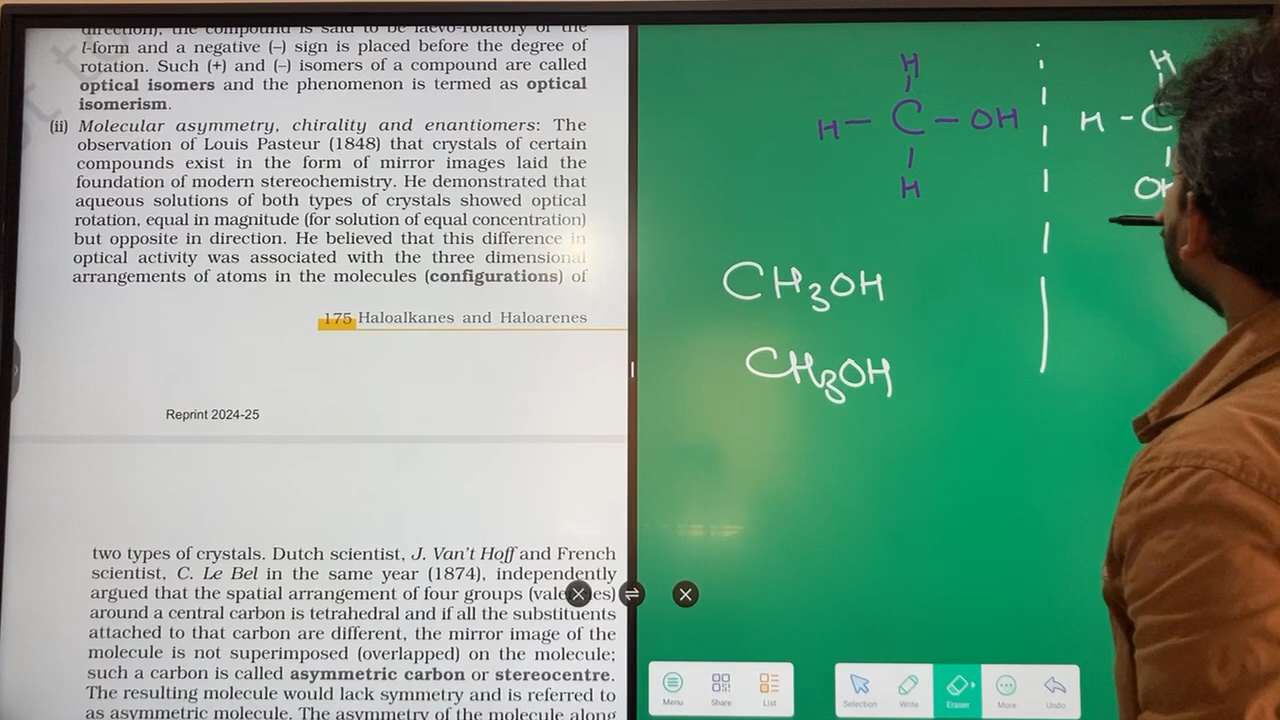 direction), the compound is said to be laevo-rotatory or the
l-form and a negative (–) sign is placed before the degree of
rotation. Such (+) and (–) isomers of a compound are called
optical isomers and the phenomenon is termed as optical
isomerism.
(ii) Molecular asymmetry, chirality and enantiomers: The
observation of Louis Pasteur (1848) that crystals of certain
compounds exist in the form of mirror images laid the
foundation of modern stereochemistry. He demonstrated that
aqueous solutions of both types of crystals showed optical
rotation, equal in magnitude (for solution of equal concentration)
but opposite in direction. He believed that this difference in
optical activity was associated with the three dimensional
arrangements of atoms in the molecules (configurations) of
175 Haloalkanes and Haloarenes
Reprint 2024-25
two types of crystals. Dutch scientist, J. Van't Hoff and French
scientist, C. Le Bel in the same year (1874), independently
argued that the spatial arrangement of four groups (valencies)
around a central carbon is tetrahedral and if all the substituents
attached to that carbon are different, the mirror image of the
molecule is not superimposed (overlapped) on the molecule;
such a carbon is called asymmetric carbon or stereocentre.
The resulting molecule would lack symmetry and is referred to
as asymmetric molecule. The asymmetry of the molecule along
H
H – C – OH
H
H
H - C
OH
CH3OH
CH3OH
Menu
Share
List
Selection
Write
Eraser
More
Undo